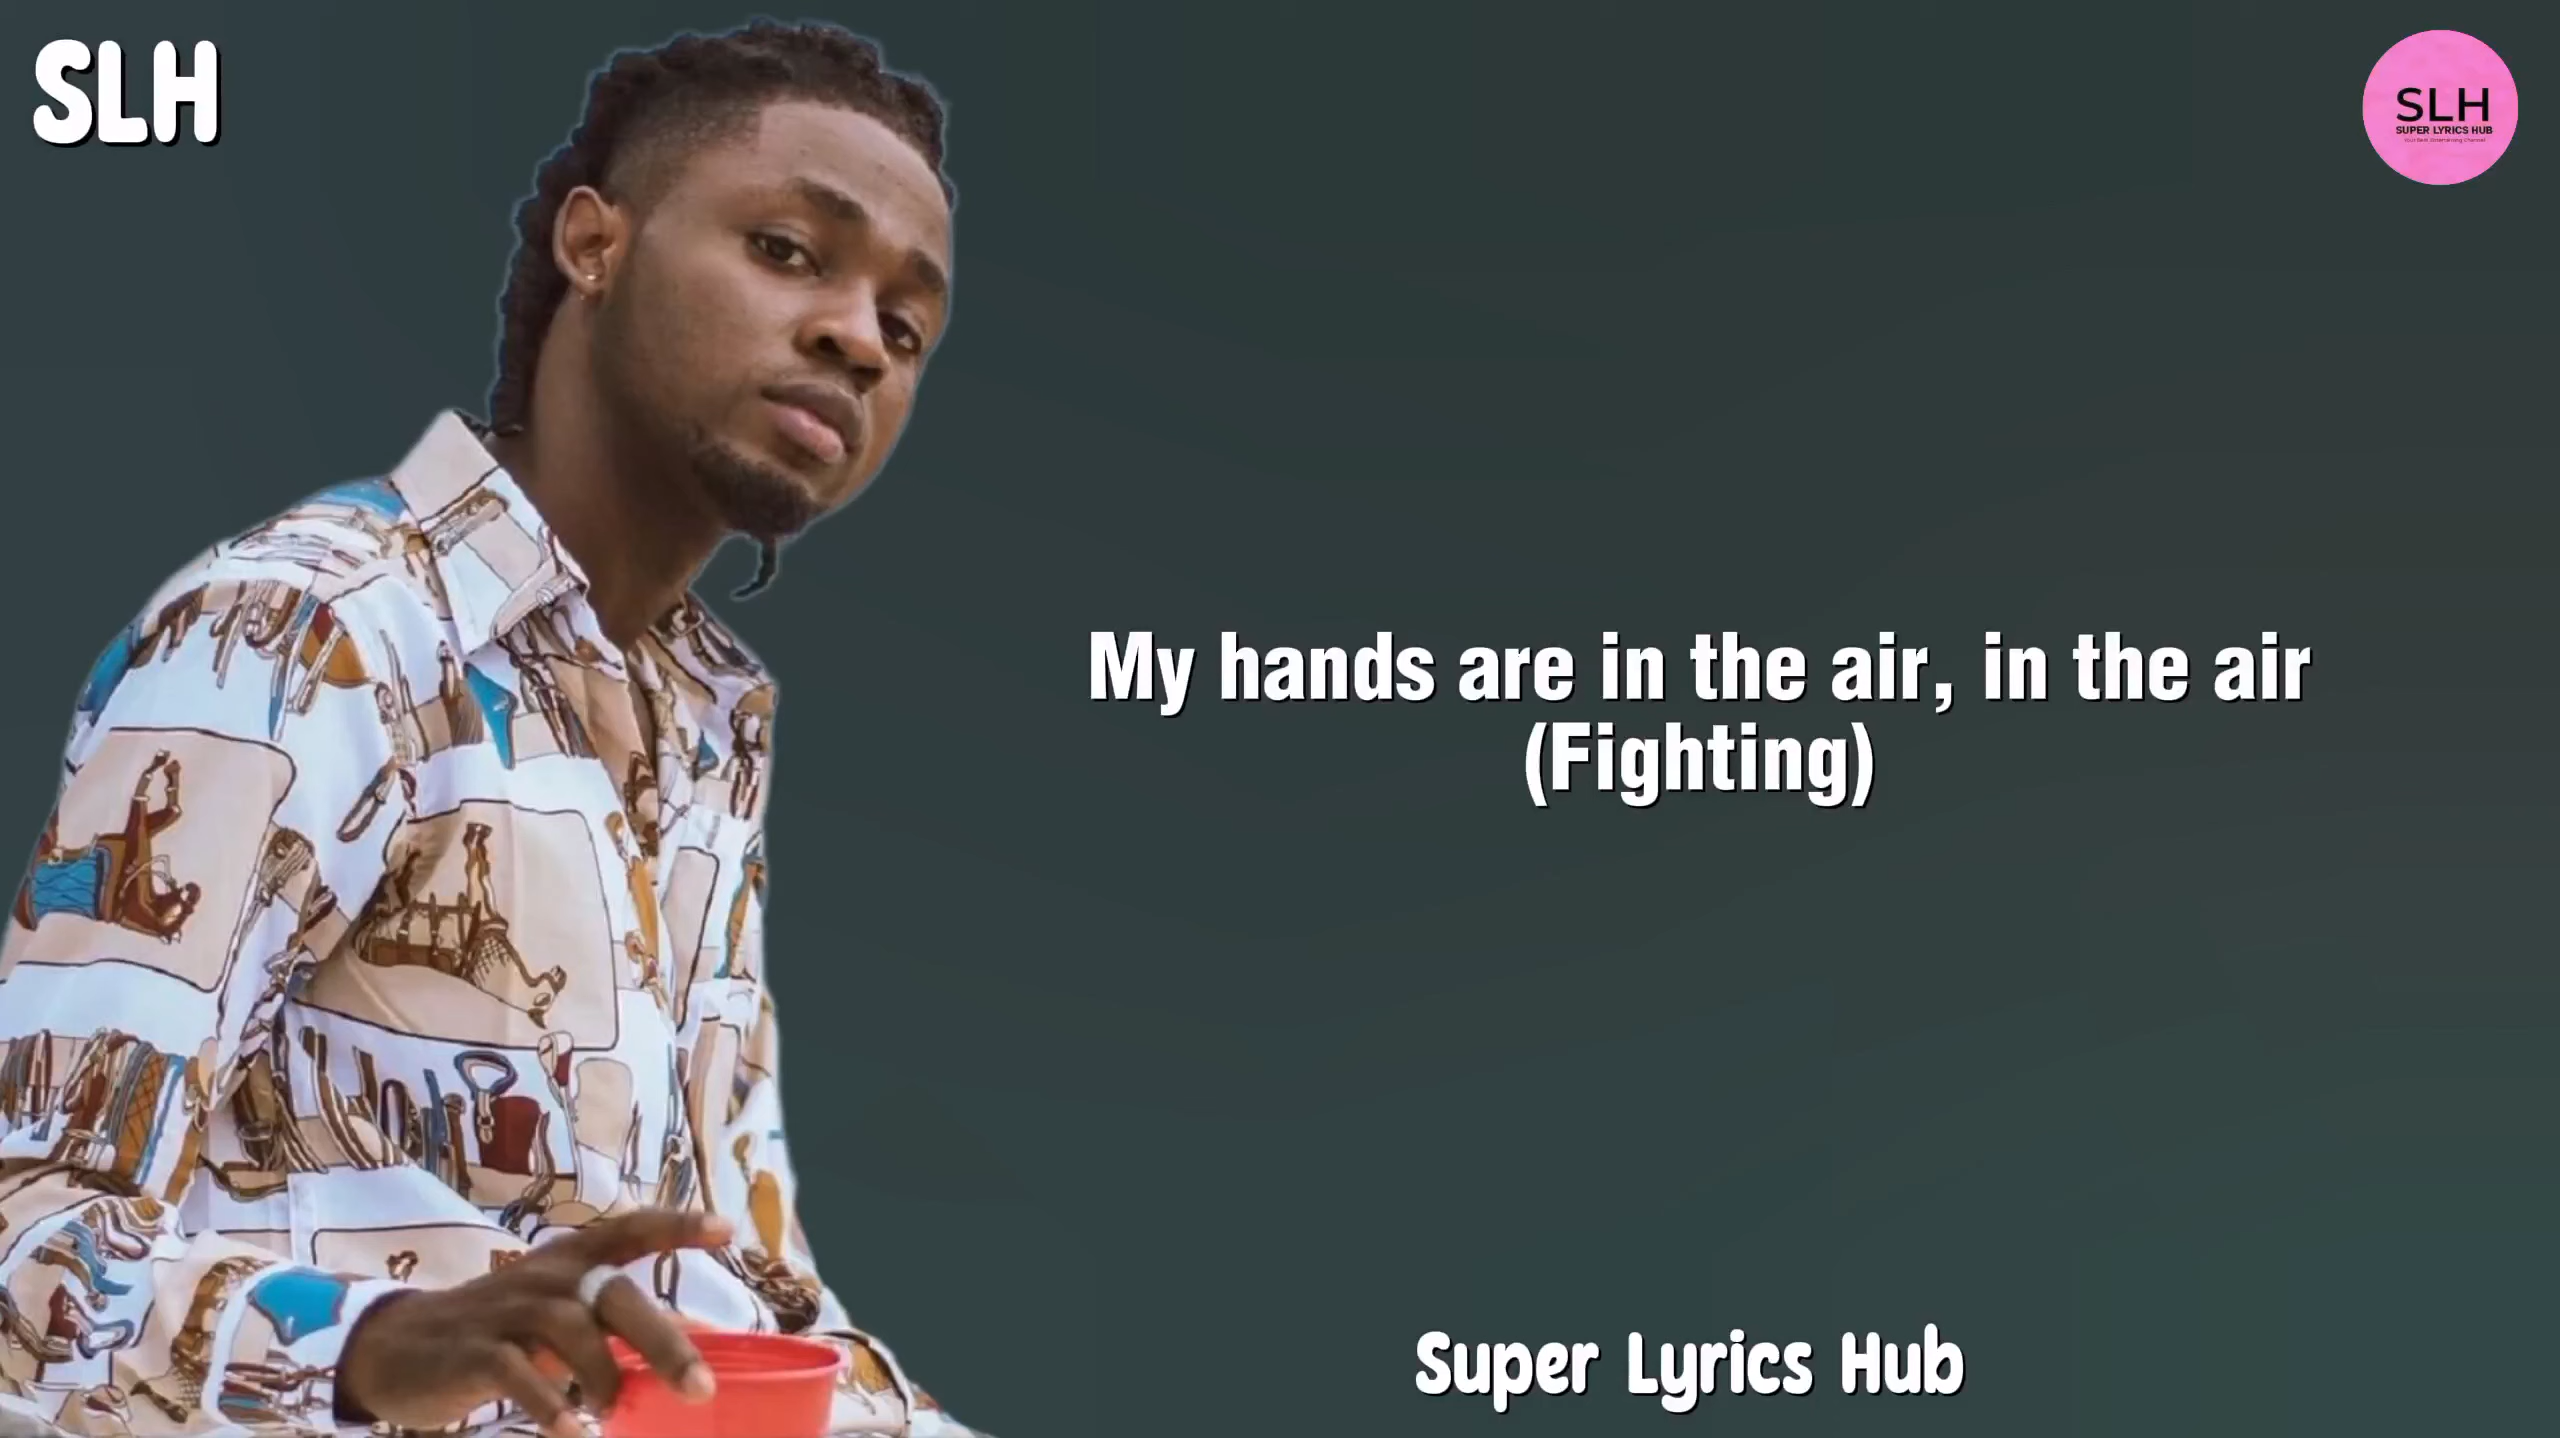 SLH
SLH
SUPER LYRICS HUB
My hands are in the air, in the air
(Fighting)
Super Lyrics Hub